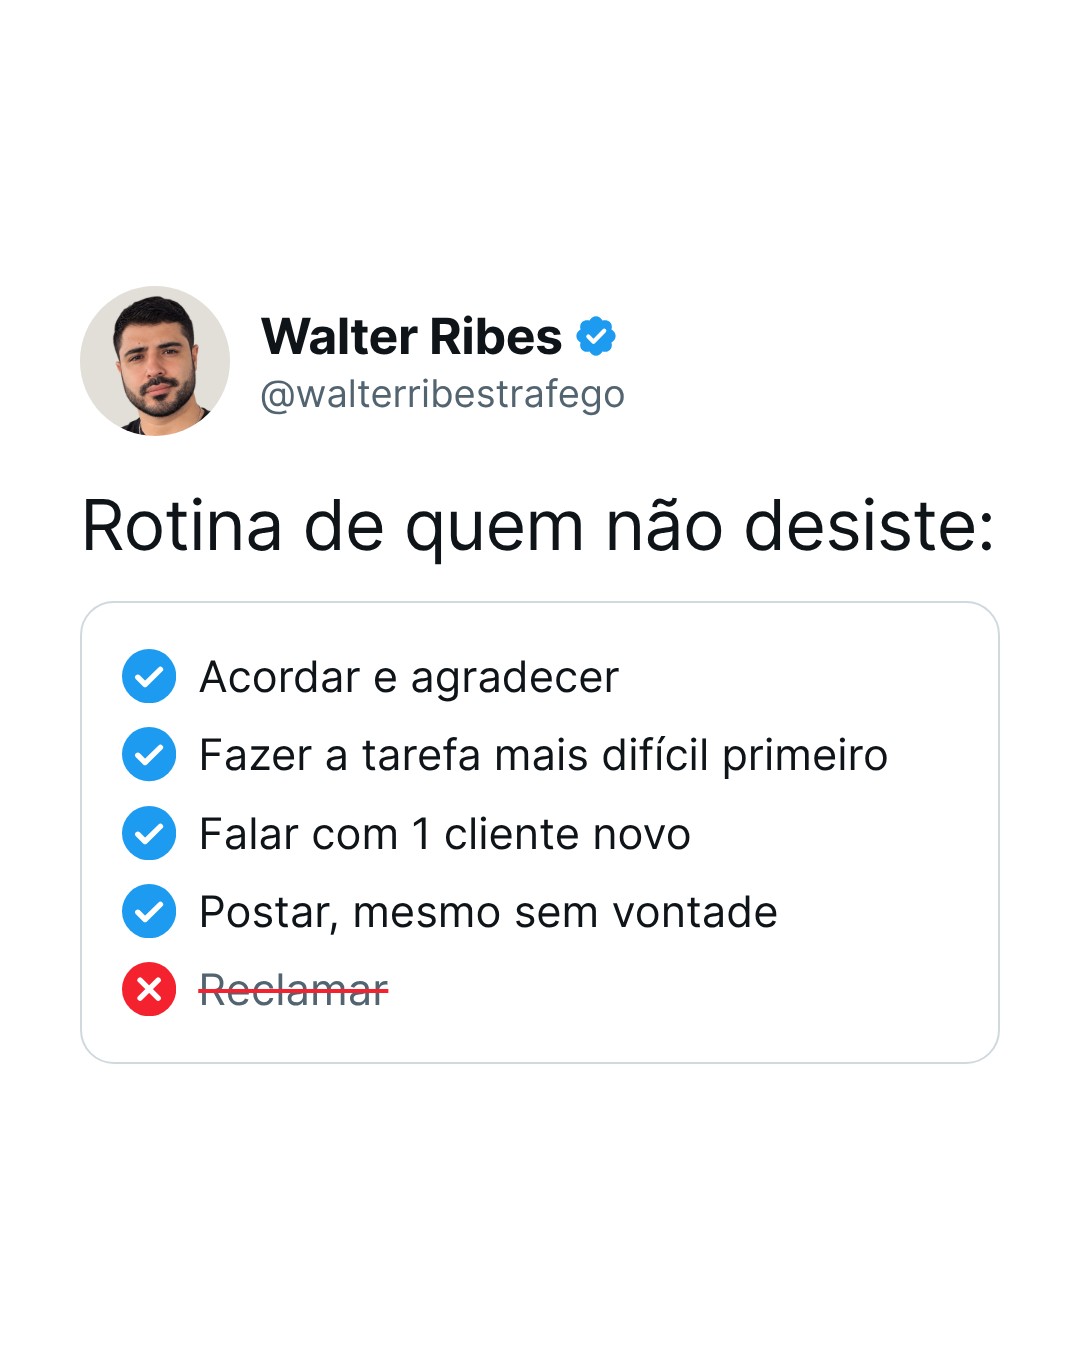 Walter Ribes
@walterribestrafego
Rotina de quem não desiste:
Acordar e agradecer
Fazer a tarefa mais difícil primeiro
Falar com 1 cliente novo
Postar, mesmo sem vontade
Reclamar